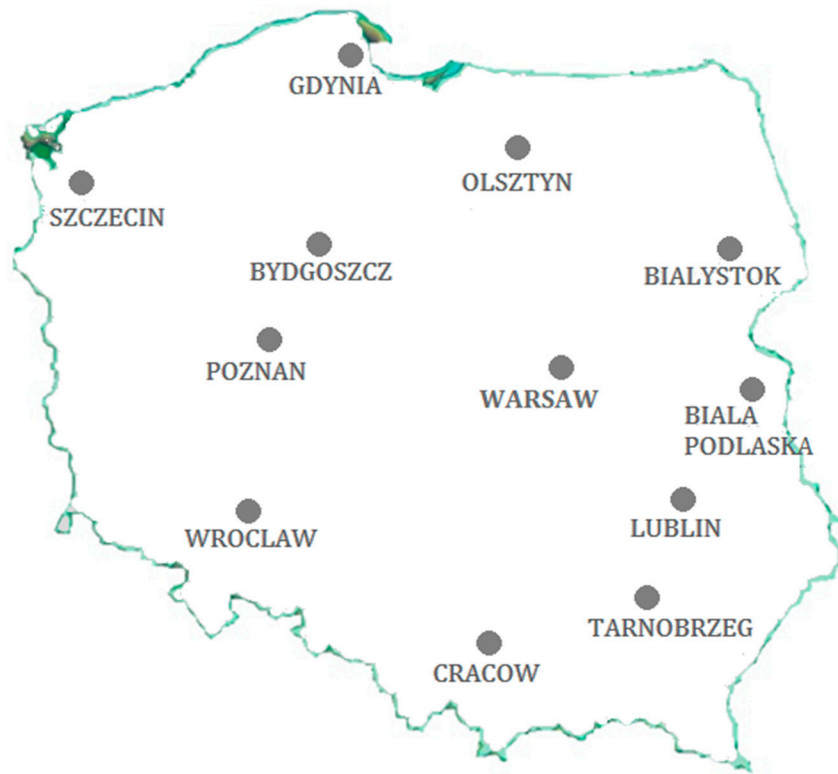 GDYNIA
OLSZTYN
SZCZECIN
BYDGOSZCZ
BIALYSTOK
POZNAN
WARSAW
BIALA
PODLASKA
LUBLIN
WROCLAW
TARNOBRZEG
CRACOW